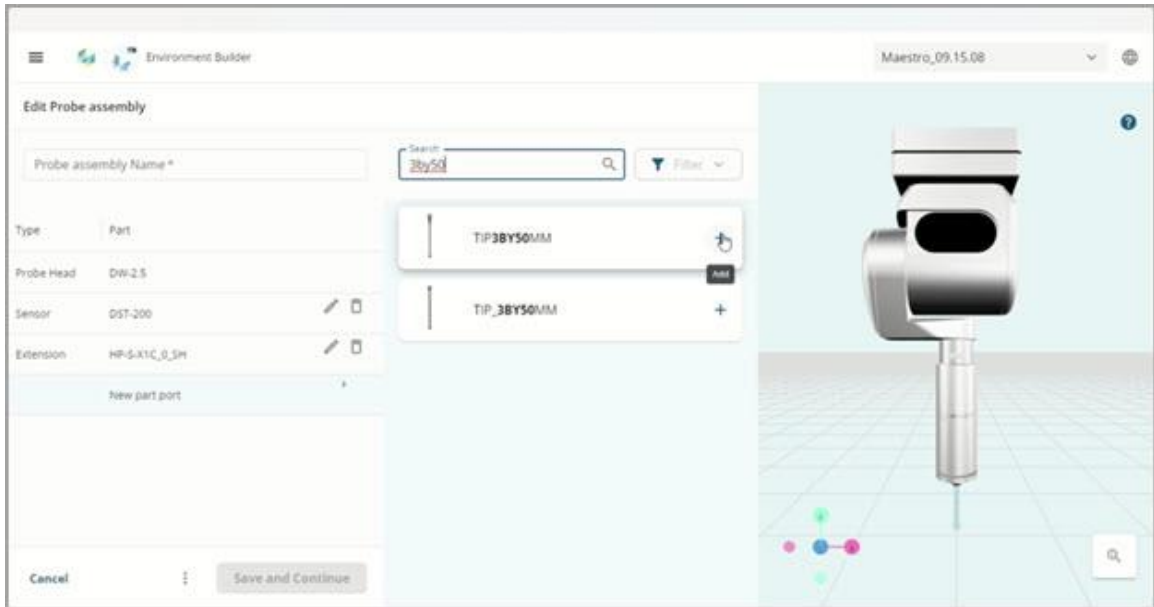 Environment Builder
Maestro_09.15.08
Edit Probe assembly
Probe assembly Name *
Search
3by50
Filter
Type Part
Probe Head DW-2.5
Sensor DST-200
Extension HP-S-X1C_0_SH
New part port
TIP3BY50MM
Add
TIP_3BY50MM
Cancel
Save and Continue